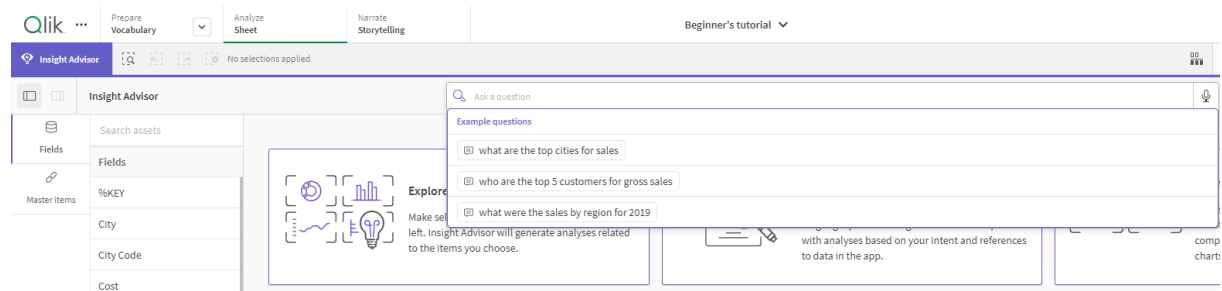 Qlik
Prepare
Vocabulary
Analyze
Sheet
Narrate
Storytelling
Beginner's tutorial
Insight Advisor
No selections applied
Insight Advisor
Ask a question
Example questions
what are the top cities for sales
who are the top 5 customers for gross sales
what were the sales by region for 2019
Fields
Master items
Search assets
Fields
%KEY
City
City Code
Cost
Explore
Make sel
left. Insight Advisor will generate analyses related
to the items you choose.
with analyses based on your intent and references
to data in the app.
comp
charts